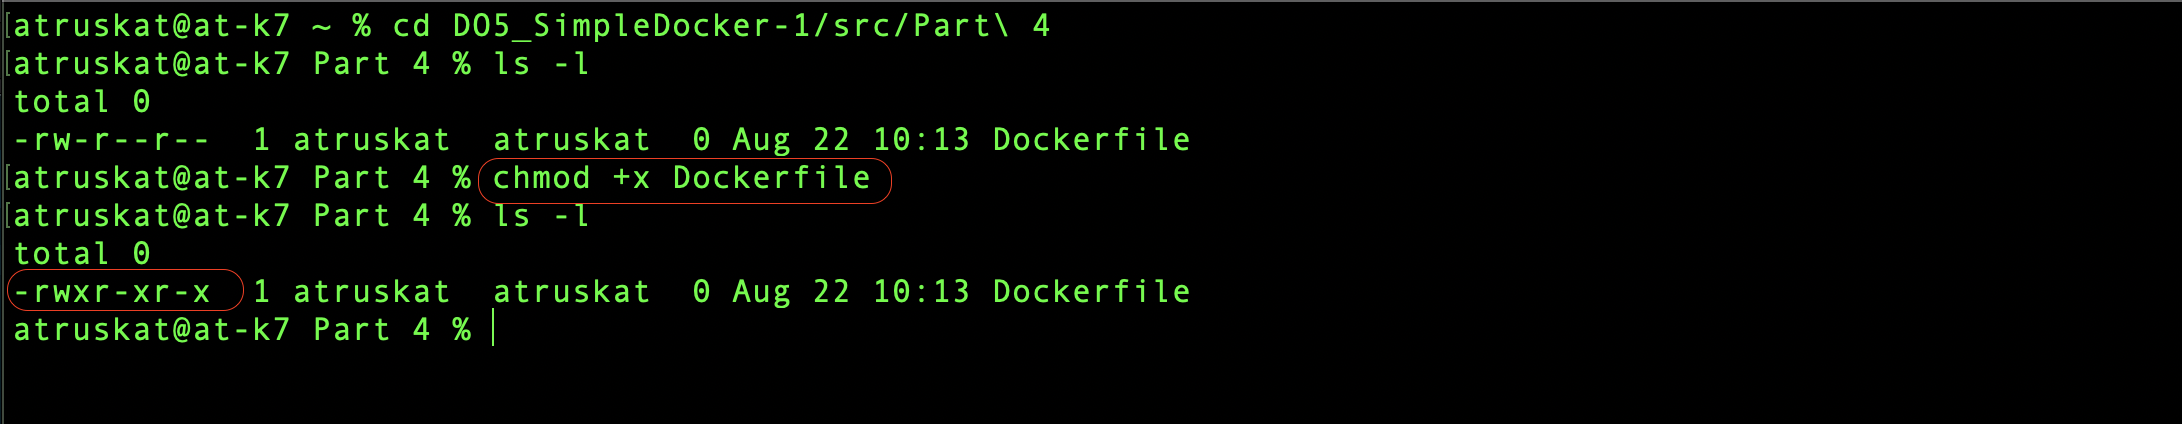 [atruskat@at-k7 ~ % cd DO5_SimpleDocker-1/src/Part\ 4
[atruskat@at-k7 Part 4 % ls -l
total 0
-rw-r--r--  1 atruskat  atruskat  0 Aug 22 10:13 Dockerfile
[atruskat@at-k7 Part 4 % chmod +x Dockerfile
[atruskat@at-k7 Part 4 % ls -l
total 0
-rwxr-xr-x  1 atruskat  atruskat  0 Aug 22 10:13 Dockerfile
atruskat@at-k7 Part 4 %